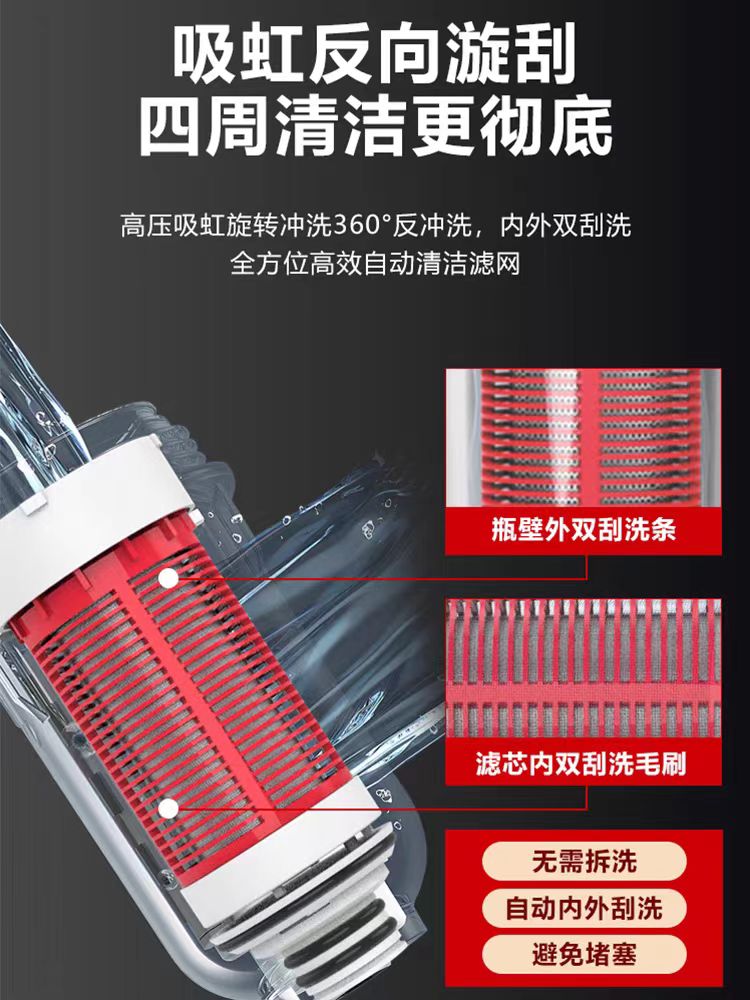 吸虹反向漩刮
四周清洁更彻底
高压吸虹旋转冲洗360°反冲洗，内外双刮洗
全方位高效自动清洁滤网
瓶壁外双刮洗条
滤芯内双刮洗毛刷
无需拆洗
自动内外刮洗
避免堵塞